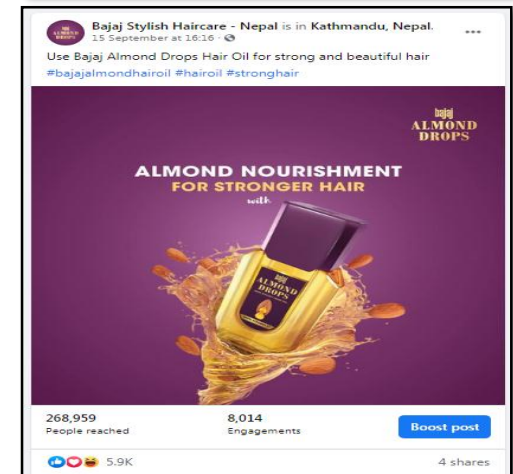 Bajaj Stylish Haircare - Nepal is in Kathmandu, Nepal.
15 September at 16:16
Use Bajaj Almond Drops Hair Oil for strong and beautiful hair
#bajajalmondhairoil #hairoil #stronghair
bajaj
ALMOND
DROPS
ALMOND NOURISHMENT
FOR STRONGER HAIR
with
bajaj
ALMOND
DROPS
268,959
8,014
People reached
Engagements
Boost post
5.9K
4 shares